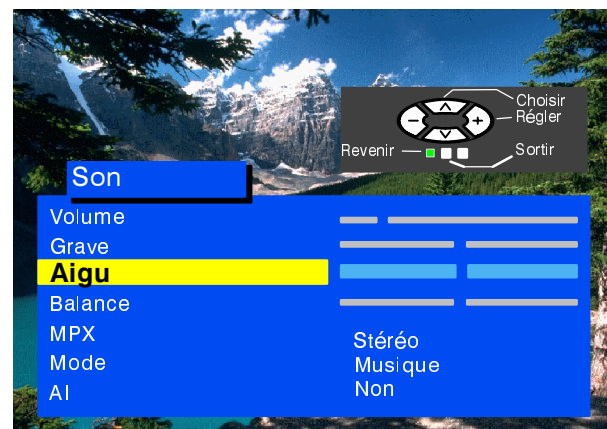 Choisir
Régler
Revenir
Sortir
Son
Volume
Grave
Aigu
Balance
MPX
Stéréo
Mode
Musique
AI
Non